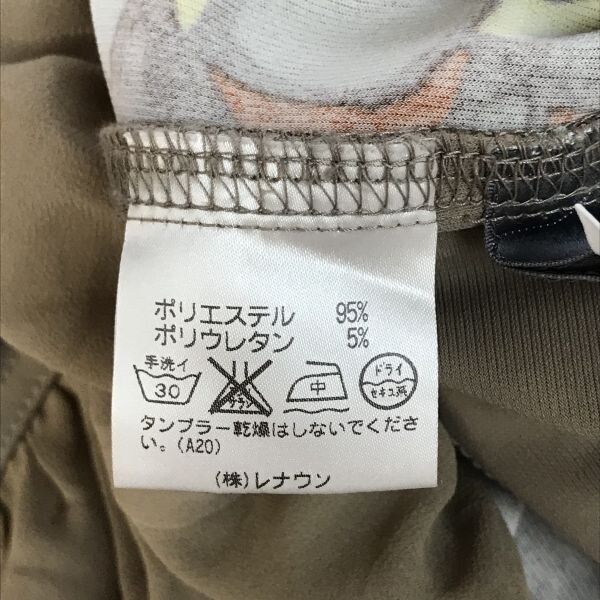 ポリエステル 95%
ポリウレタン 5%
手洗イ 30 中 ドライ セキユ系
タンブラー乾燥はしないでくださ
い。(A20)
(株)レナウン